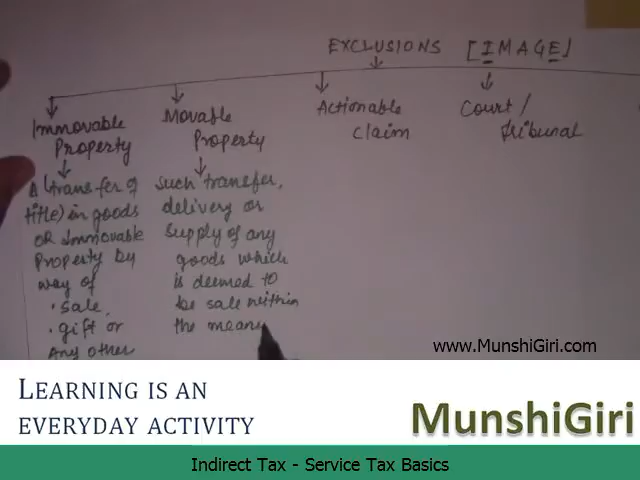 EXCLUSIONS [IMAGE]
Immovable
Property
Movable
Property
Actionable
claim
Court /
Tribunal
A (transfer of
title) in goods
OR Immovable
Property by
way of
• sale,
• gift or
Any other
Such transfer,
delivery or
supply of any
goods which
is deemed to
be sale within
the meani
www.MunshiGiri.com
LEARNING IS AN
EVERYDAY ACTIVITY
MunshiGiri
Indirect Tax - Service Tax Basics